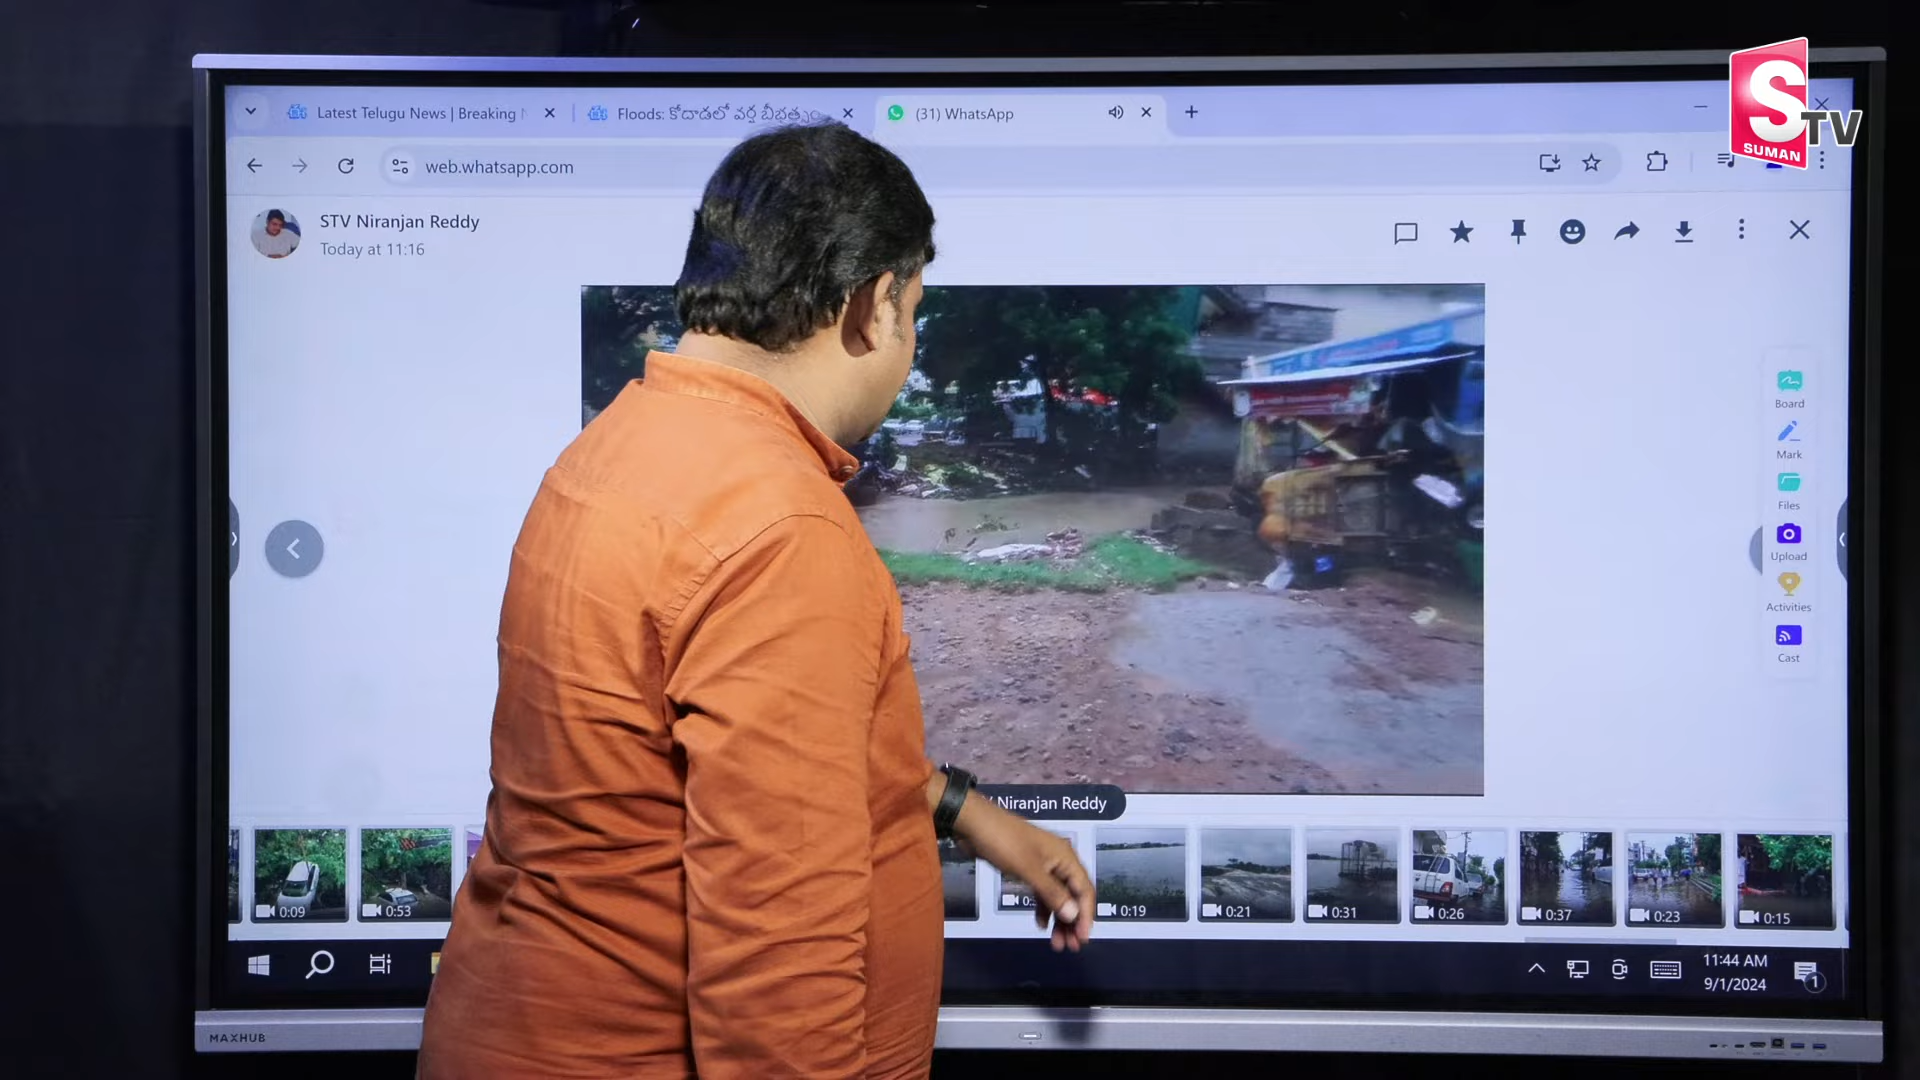 S TV
SUMAN
Latest Telugu News | Breaking
Floods: కోదాడలో వర్ష బీభత్సం
(31) WhatsApp
web.whatsapp.com
STV Niranjan Reddy
Today at 11:16
Board
Mark
Files
Upload
Activities
Cast
Niranjan Reddy
0:09
0:53
0:19
0:21
0:31
0:26
0:37
0:23
0:15
11:44 AM
9/1/2024
1
MAXHUB